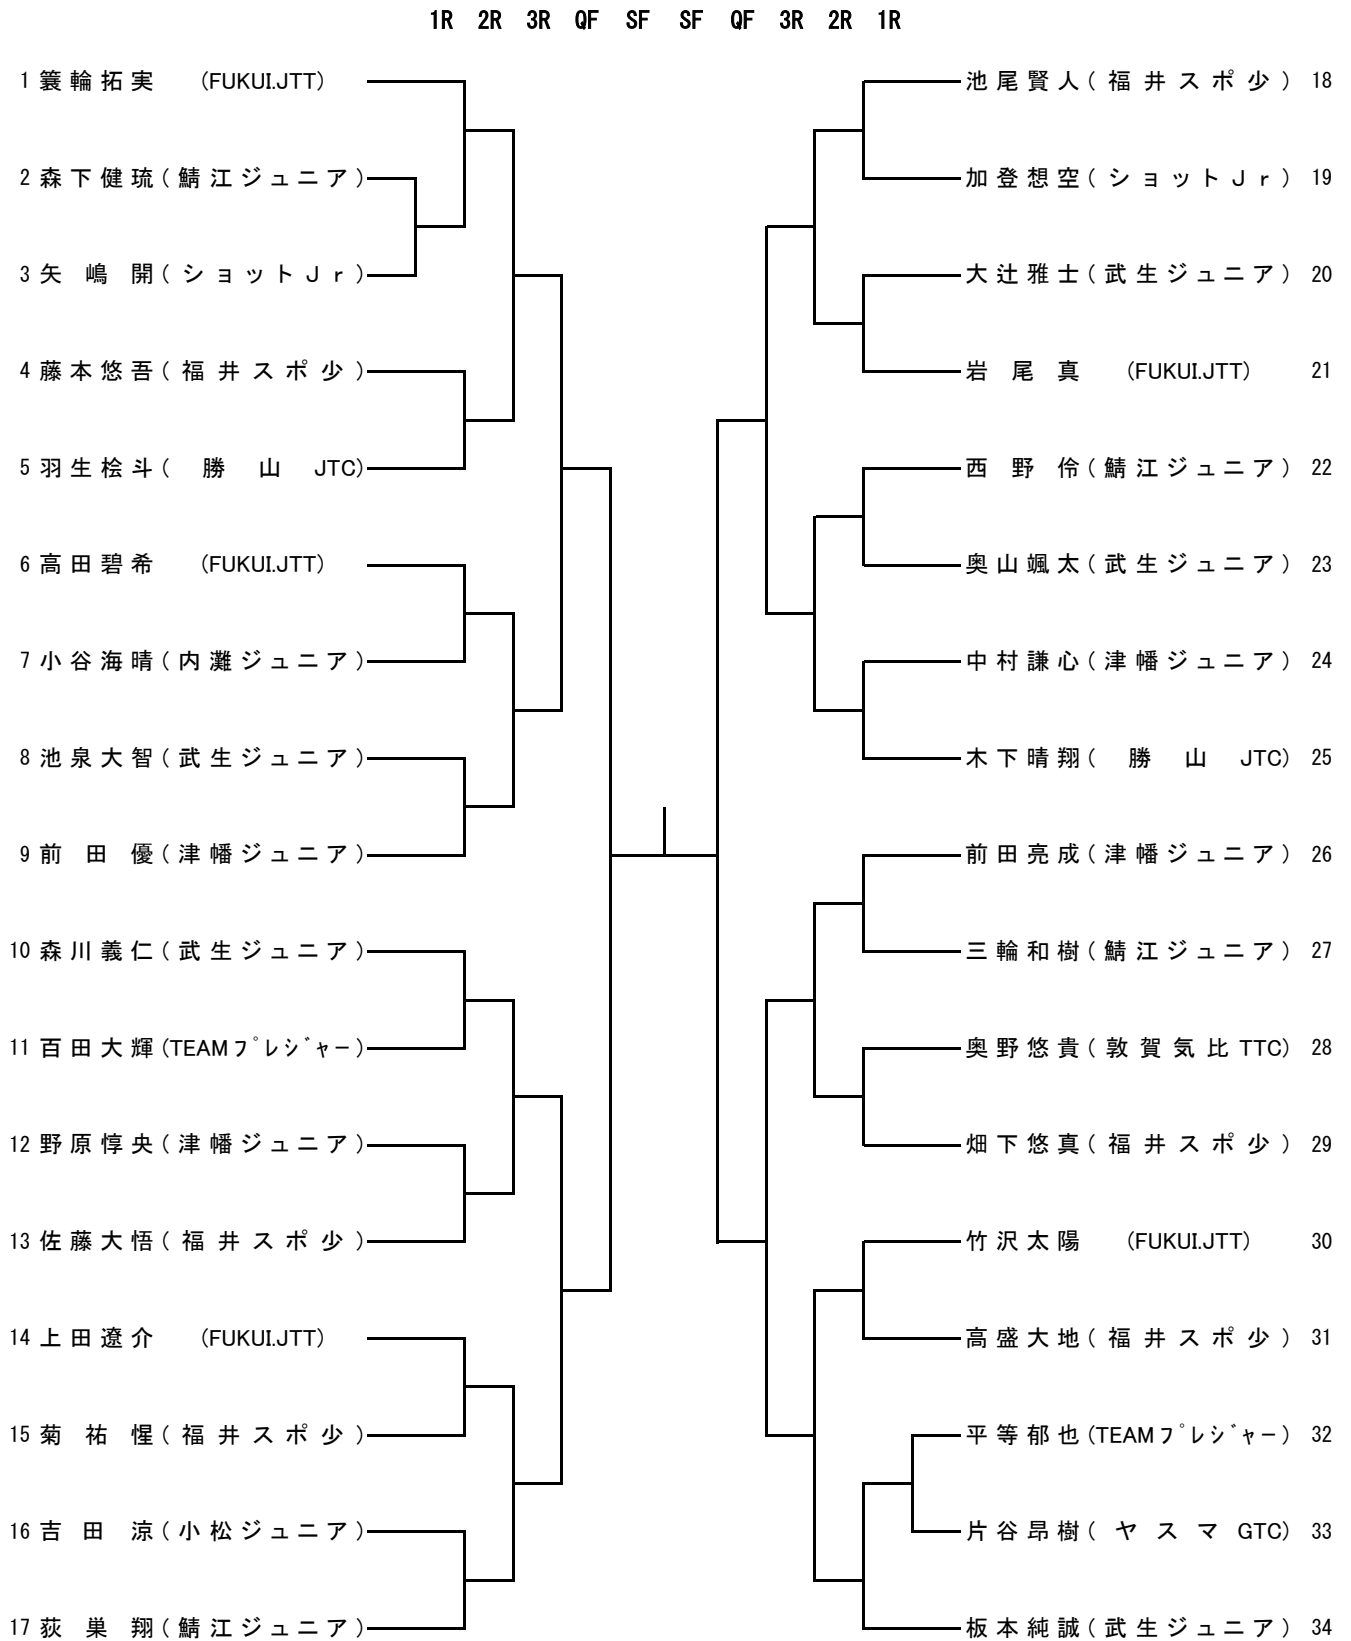 1R 2R 3R QF SF SF QF 3R 2R 1R
1 簑輪拓実 (FUKUI.JTT)
2 森下健琉(鯖江ジュニア)
3 矢嶋開(ショットJr)
4 藤本悠吾(福井スポ少)
5 羽生桧斗(勝山JTC)
6 高田碧希 (FUKUI.JTT)
7 小谷海晴(内灘ジュニア)
8 池泉大智(武生ジュニア)
9 前田優(津幡ジュニア)
10 森川義仁(武生ジュニア)
11 百田大輝(TEAMプレジャー)
12 野原惇央(津幡ジュニア)
13 佐藤大悟(福井スポ少)
14 上田遼介 (FUKUI.JTT)
15 菊祐惺(福井スポ少)
16 吉田涼(小松ジュニア)
17 荻巣翔(鯖江ジュニア)
池尾賢人(福井スポ少) 18
加登想空(ショットJr) 19
大辻雅士(武生ジュニア) 20
岩尾真 (FUKUI.JTT) 21
西野伶(鯖江ジュニア) 22
奥山颯太(武生ジュニア) 23
中村謙心(津幡ジュニア) 24
木下晴翔(勝山JTC) 25
前田亮成(津幡ジュニア) 26
三輪和樹(鯖江ジュニア) 27
奥野悠貴(敦賀気比TTC) 28
畑下悠真(福井スポ少) 29
竹沢太陽 (FUKUI.JTT) 30
高盛大地(福井スポ少) 31
平等郁也(TEAMプレジャー) 32
片谷昂樹(ヤスマGTC) 33
板本純誠(武生ジュニア) 34